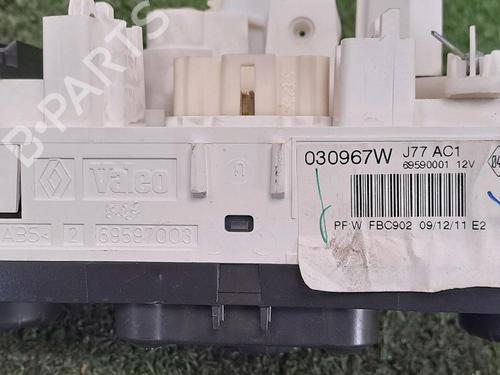 B-PARTS
030967W J77 AC1
69590001 12V
Valeo
ABS< 2 69597003
PF.W FBC902 09/12/11 E2